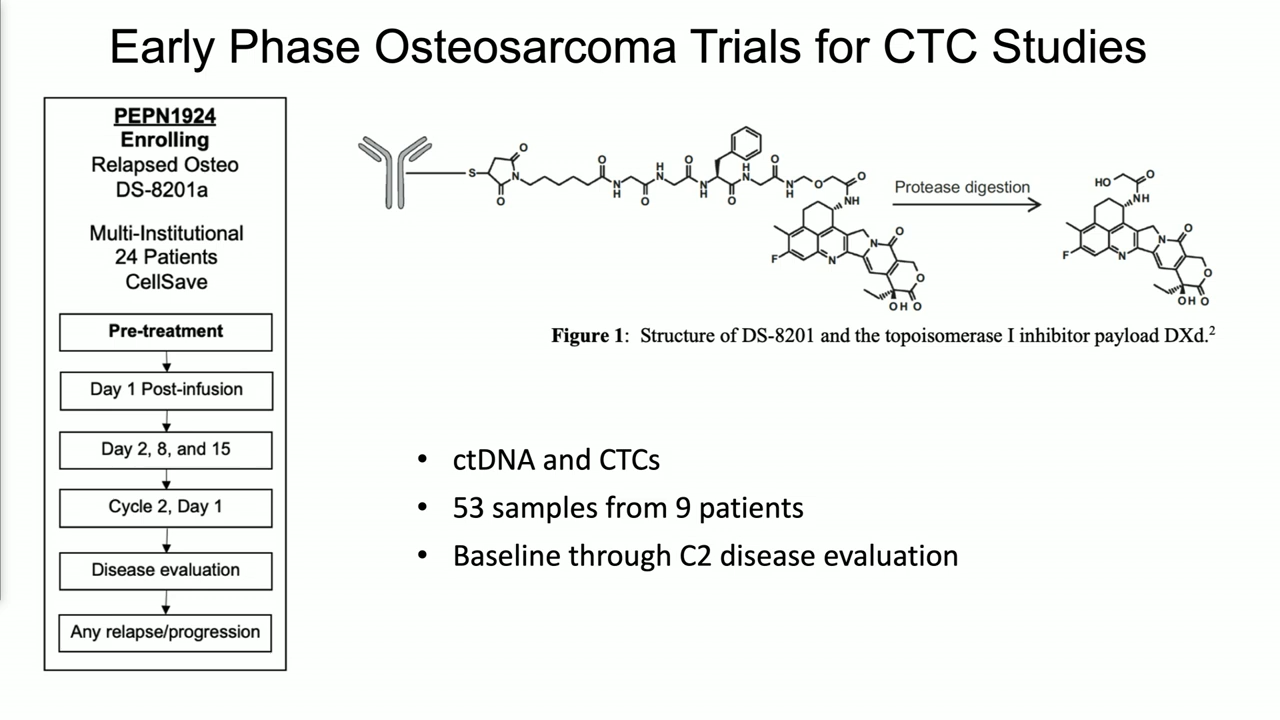 Early Phase Osteosarcoma Trials for CTC Studies
PEPN1924
Enrolling
Relapsed Osteo
DS-8201a
Multi-Institutional
24 Patients
CellSave
Pre-treatment
Day 1 Post-infusion
Day 2, 8, and 15
Cycle 2, Day 1
Disease evaluation
Any relapse/progression
Protease digestion
Figure 1: Structure of DS-8201 and the topoisomerase I inhibitor payload DXd.²
• ctDNA and CTCs
• 53 samples from 9 patients
• Baseline through C2 disease evaluation